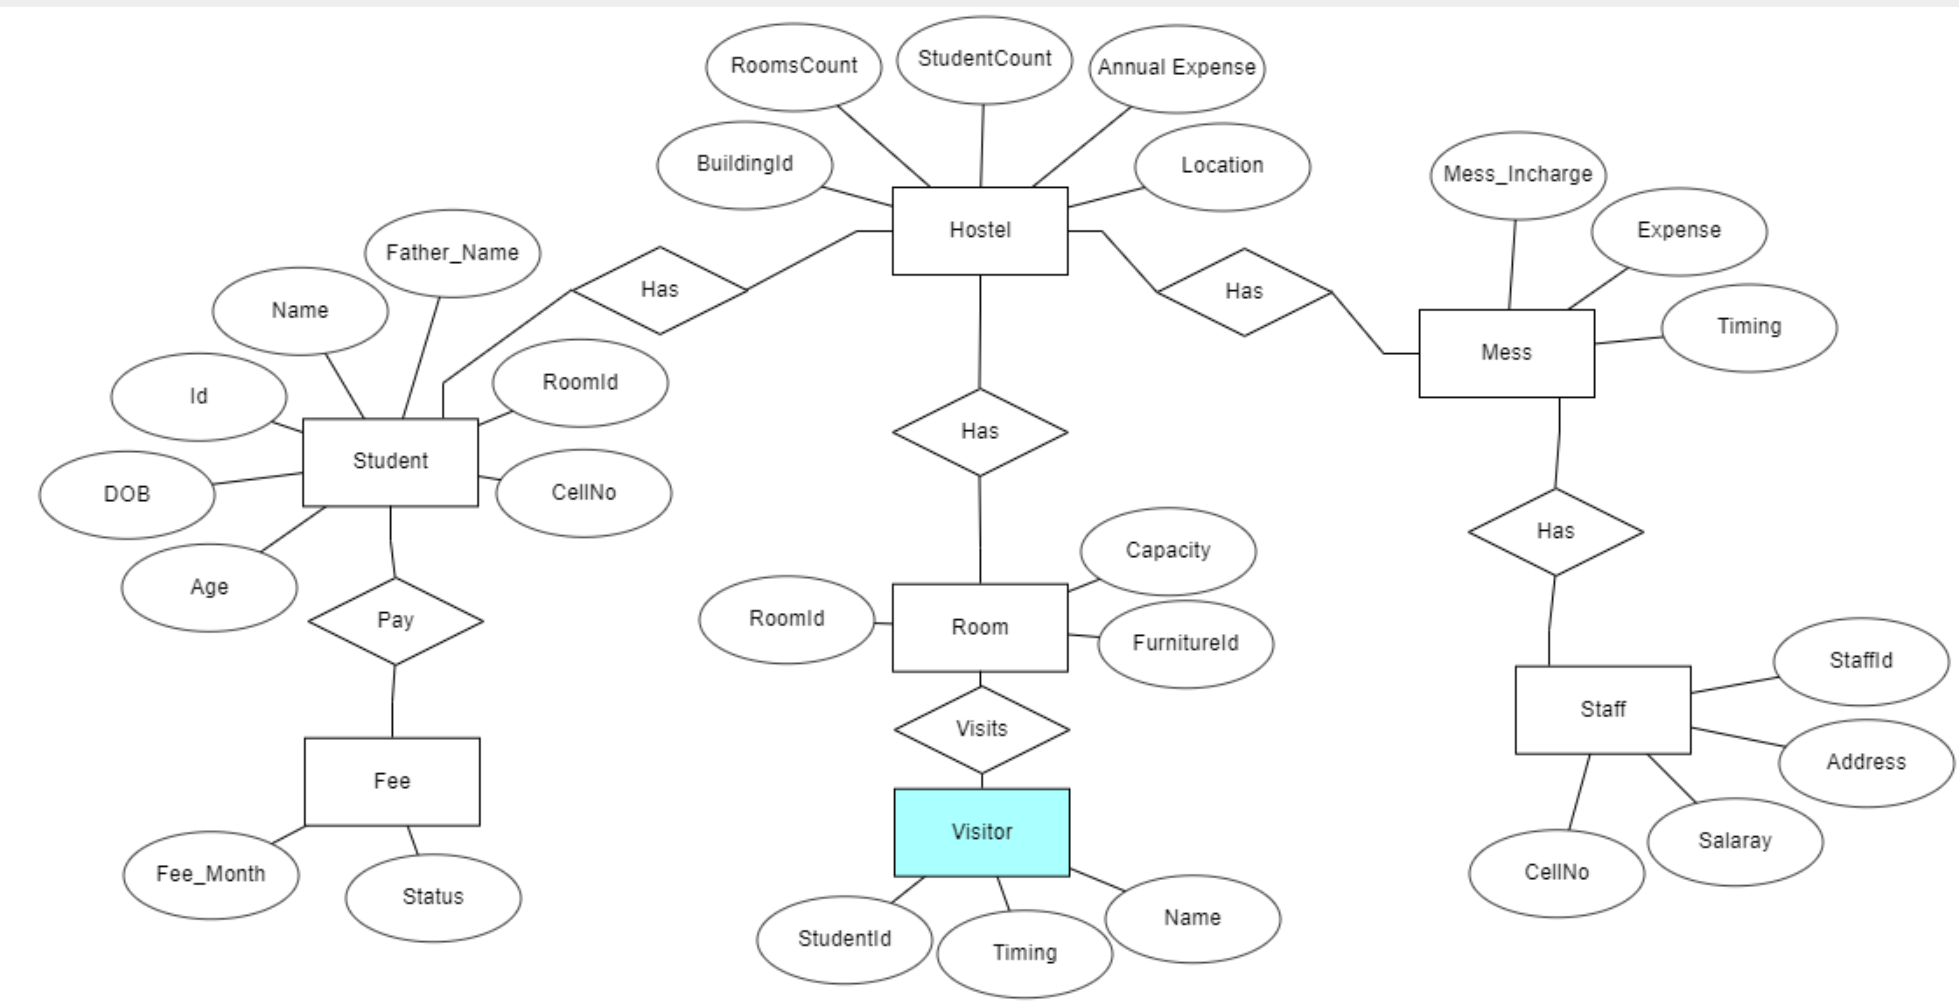 RoomsCount
StudentCount
Annual Expense
BuildingId
Location
Hostel
Mess_Incharge
Expense
Timing
Mess
Has
Has
Father_Name
Name
Id
RoomId
Student
CellNo
DOB
Age
Has
Has
Pay
Capacity
RoomId
Room
FurnitureId
StaffId
Staff
Address
Salaray
CellNo
Visits
Fee
Fee_Month
Status
Visitor
StudentId
Timing
Name